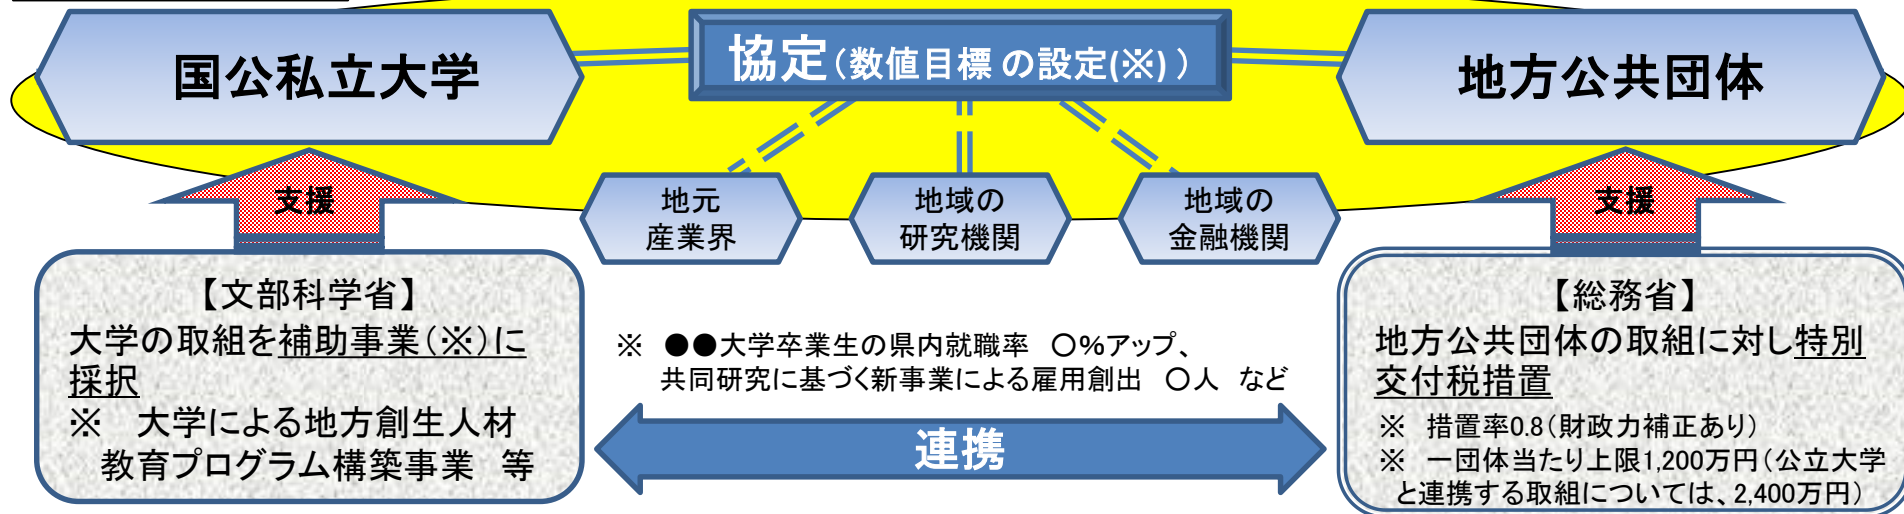 国公私立大学
協定（数値目標 の設定(※) ）
地方公共団体
支援
地元
産業界
地域の
研究機関
地域の
金融機関
支援
【文部科学省】
大学の取組を補助事業（※）に
採択
※　大学による地方創生人材
教育プログラム構築事業　等
※　●●大学卒業生の県内就職率　○%アップ、
共同研究に基づく新事業による雇用創出　○人　など
連携
【総務省】
地方公共団体の取組に対し特別
交付税措置
※　措置率0.8（財政力補正あり）
※　一団体当たり上限1,200万円（公立大学
と連携する取組については、2,400万円）